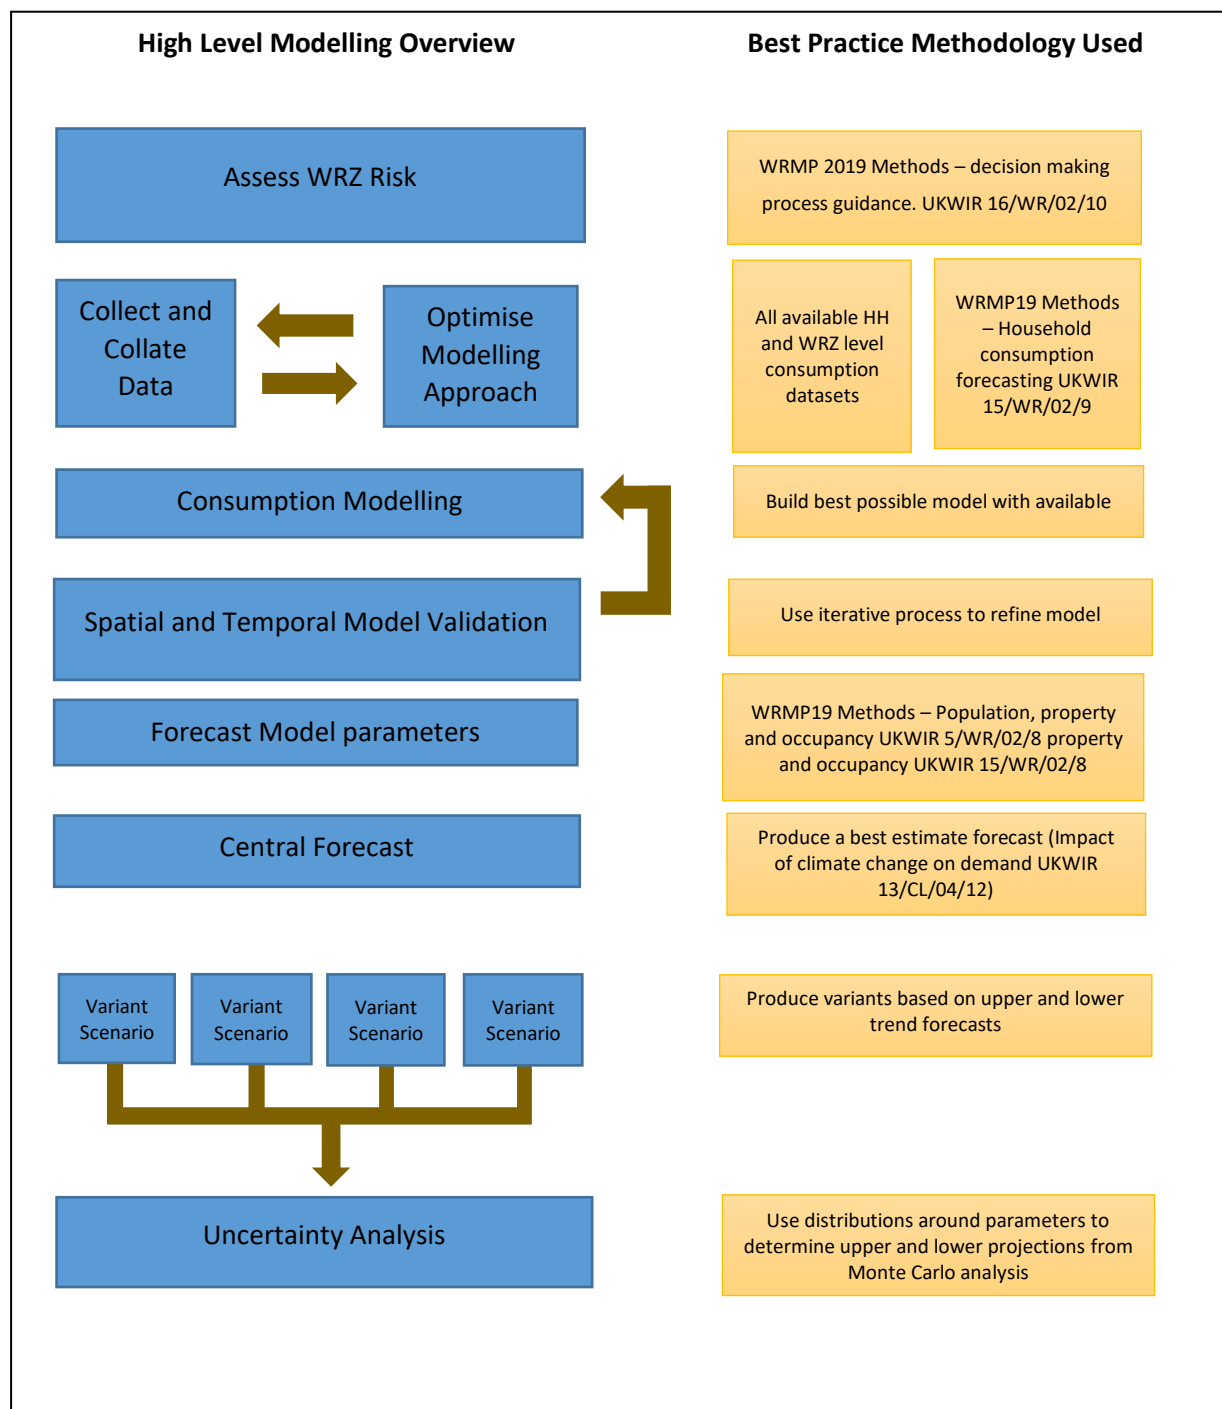 High Level Modelling Overview
Best Practice Methodology Used
Assess WRZ Risk
WRMP 2019 Methods – decision making
process guidance. UKWIR 16/WR/02/10
Collect and
Collate
Data
Optimise
Modelling
Approach
All available HH
and WRZ level
consumption
datasets
WRMP19 Methods
– Household
consumption
forecasting UKWIR
15/WR/02/9
Consumption Modelling
Build best possible model with available
Spatial and Temporal Model Validation
Use iterative process to refine model
Forecast Model parameters
WRMP19 Methods – Population, property
and occupancy UKWIR 5/WR/02/8 property
and occupancy UKWIR 15/WR/02/8
Central Forecast
Produce a best estimate forecast (Impact
of climate change on demand UKWIR
13/CL/04/12)
Variant
Scenario
Variant
Scenario
Variant
Scenario
Variant
Scenario
Produce variants based on upper and lower
trend forecasts
Uncertainty Analysis
Use distributions around parameters to
determine upper and lower projections from
Monte Carlo analysis